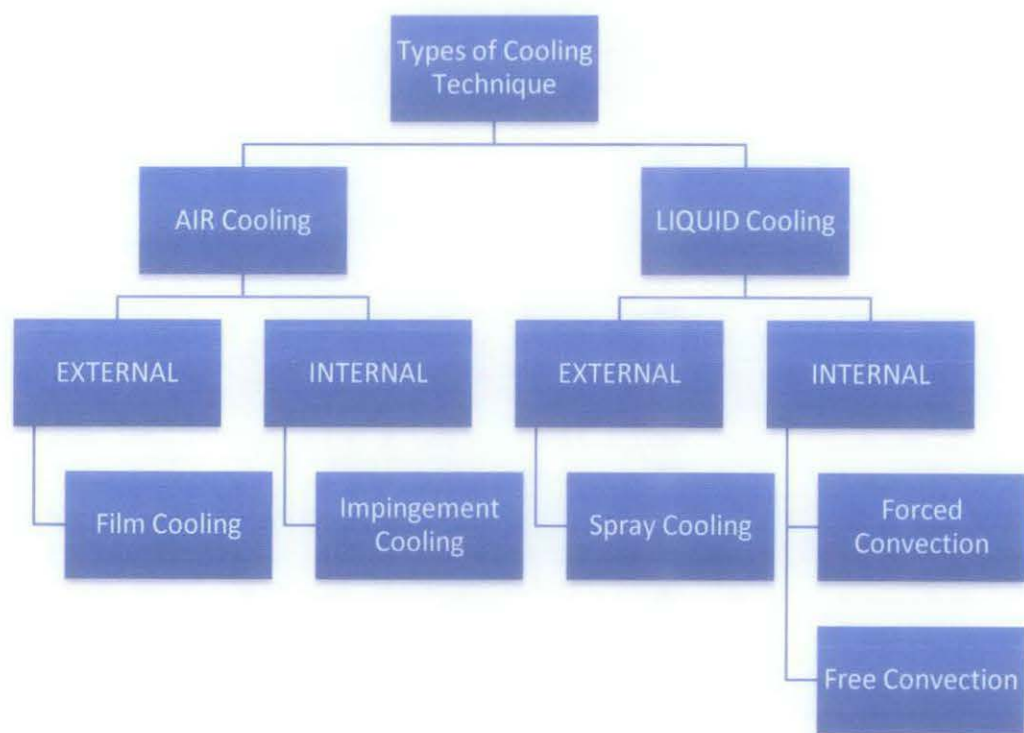 Types of Cooling
Technique
AIR Cooling
LIQUID Cooling
EXTERNAL
INTERNAL
EXTERNAL
INTERNAL
Film Cooling
Impingement
Cooling
Spray Cooling
Forced
Convection
Free Convection